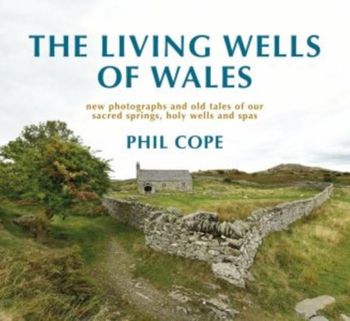 THE LIVING WELLS
OF WALES
new photographs and old tales of our
sacred springs, holy wells and spas
PHIL COPE